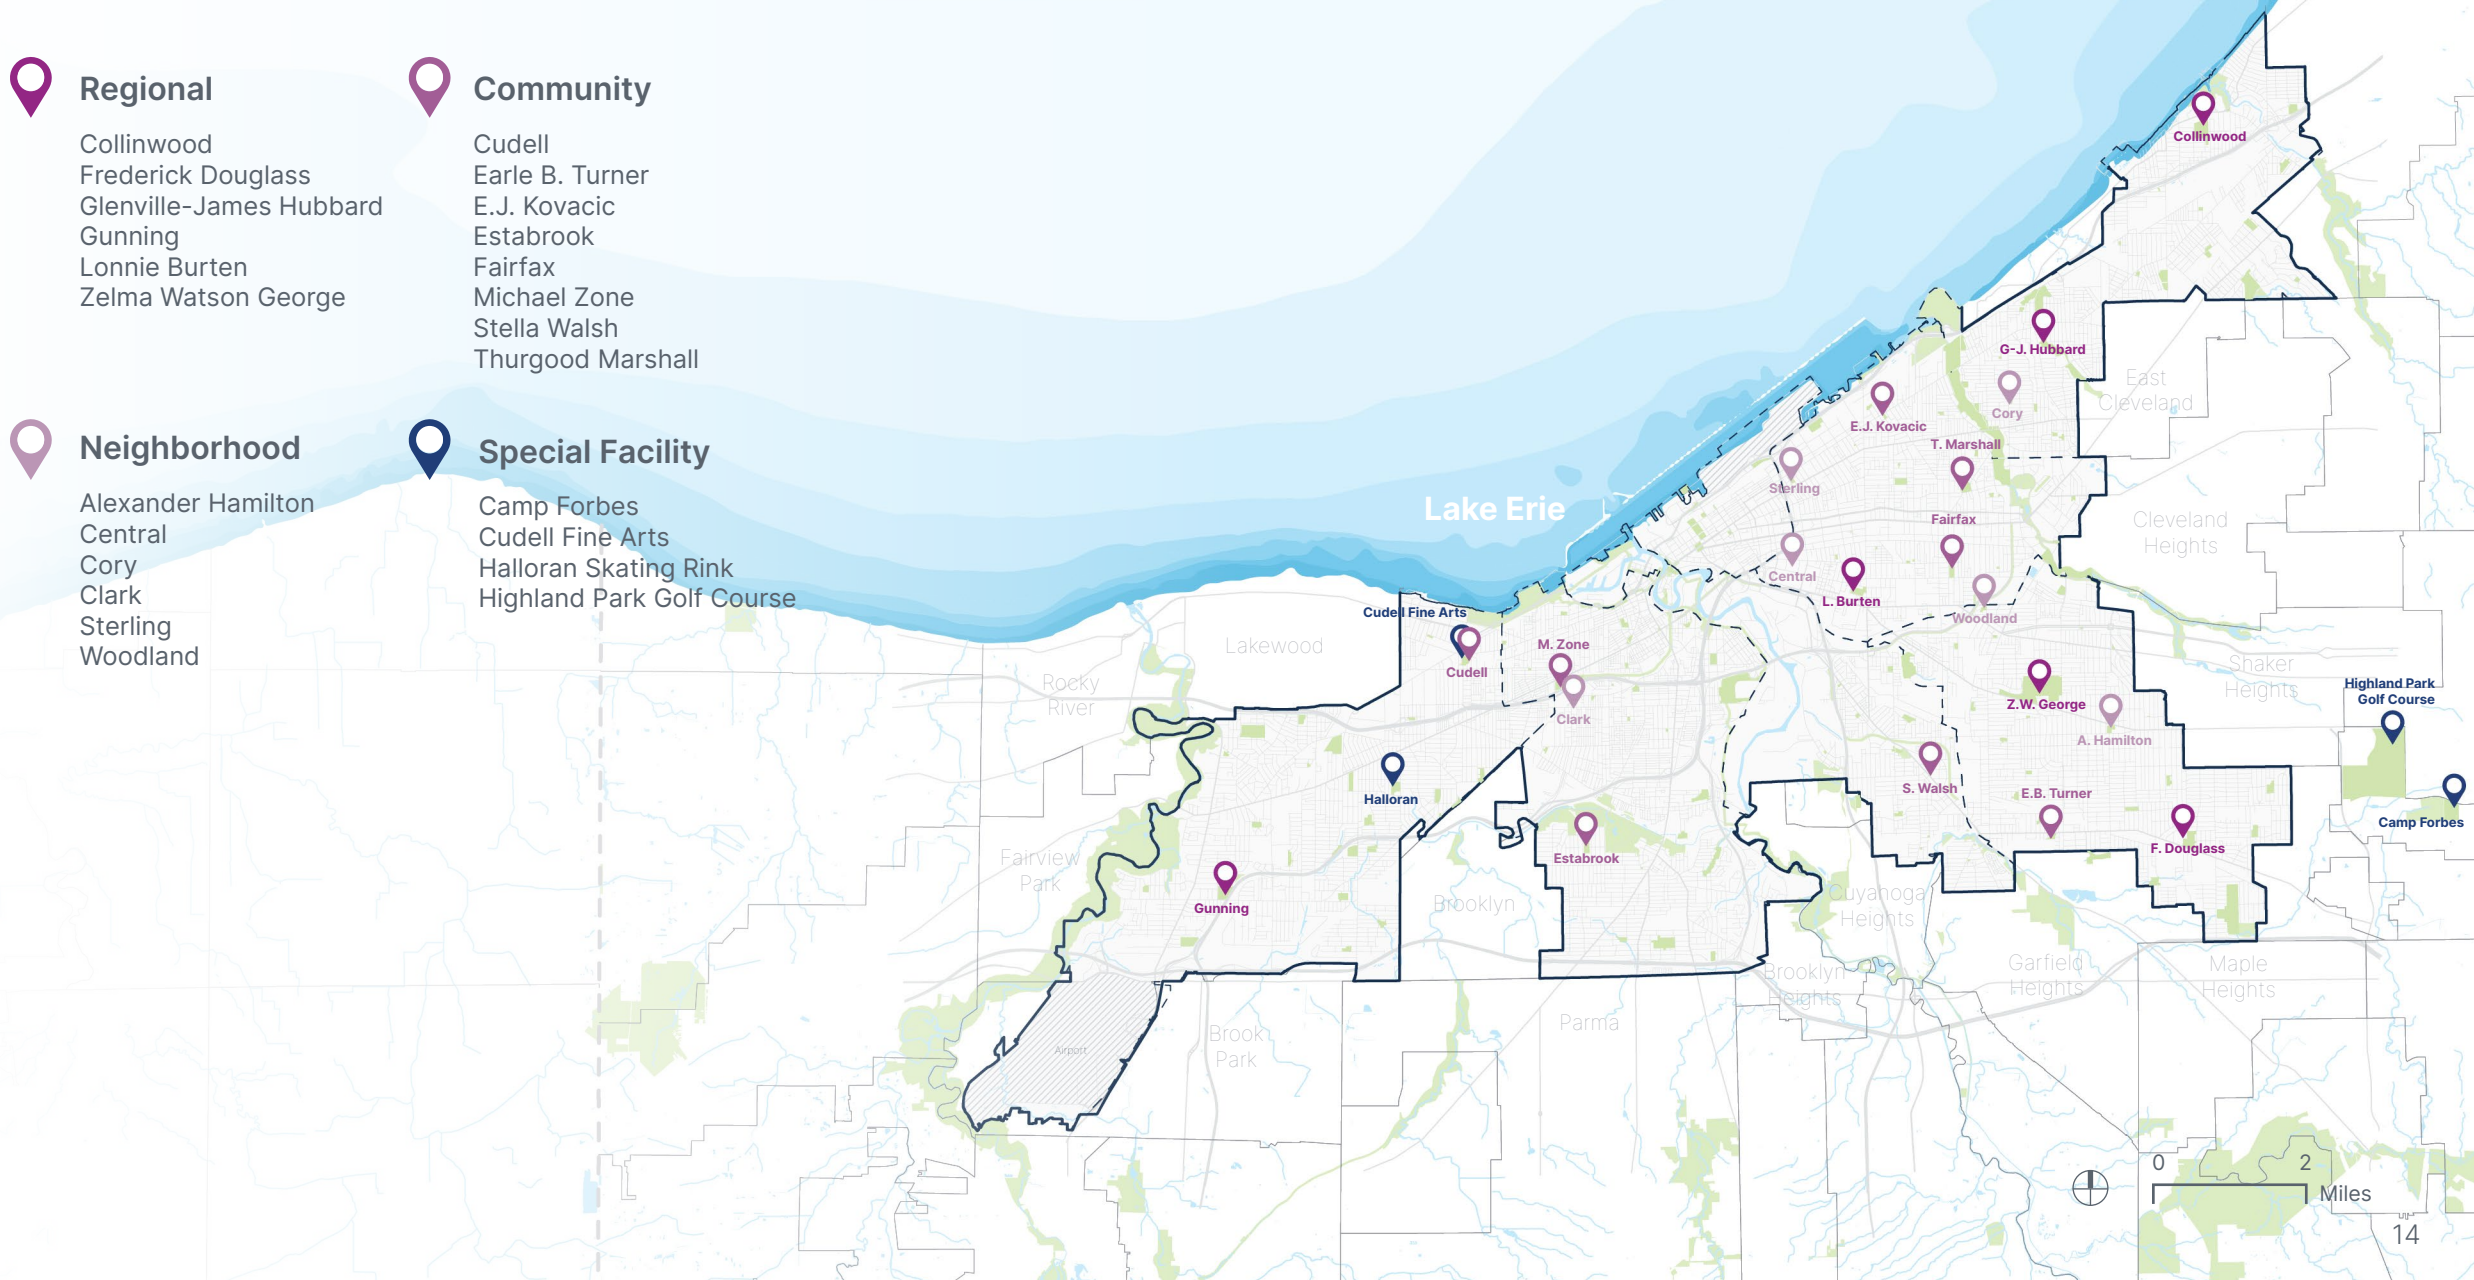 Regional
Collinwood
Frederick Douglass
Glenville-James Hubbard
Gunning
Lonnie Burten
Zelma Watson George
Community
Cudell
Earle B. Turner
E.J. Kovacic
Estabrook
Fairfax
Michael Zone
Stella Walsh
Thurgood Marshall
Neighborhood
Alexander Hamilton
Central
Cory
Clark
Sterling
Woodland
Special Facility
Camp Forbes
Cudell Fine Arts
Halloran Skating Rink
Highland Park Golf Course
Collinwood
G-J. Hubbard
East
Cleveland
Cory
E.J. Kovacic
T. Marshall
Sterling
Lake Erie
Fairfax
Cleveland
Heights
Central
L. Burten
Woodland
Cudell Fine Arts
Lakewood
M. Zone
Cudell
Clark
Rocky
River
Shaker
Heights
Highland Park
Golf Course
Z.W. George
A. Hamilton
S. Walsh
E.B. Turner
Halloran
Camp Forbes
F. Douglass
Estabrook
Fairview
Park
Gunning
Brooklyn
Cuyahoga
Heights
Brooklyn
Heights
Garfield
Heights
Maple
Heights
Parma
Brook
Park
Airport
0 2
Miles
14